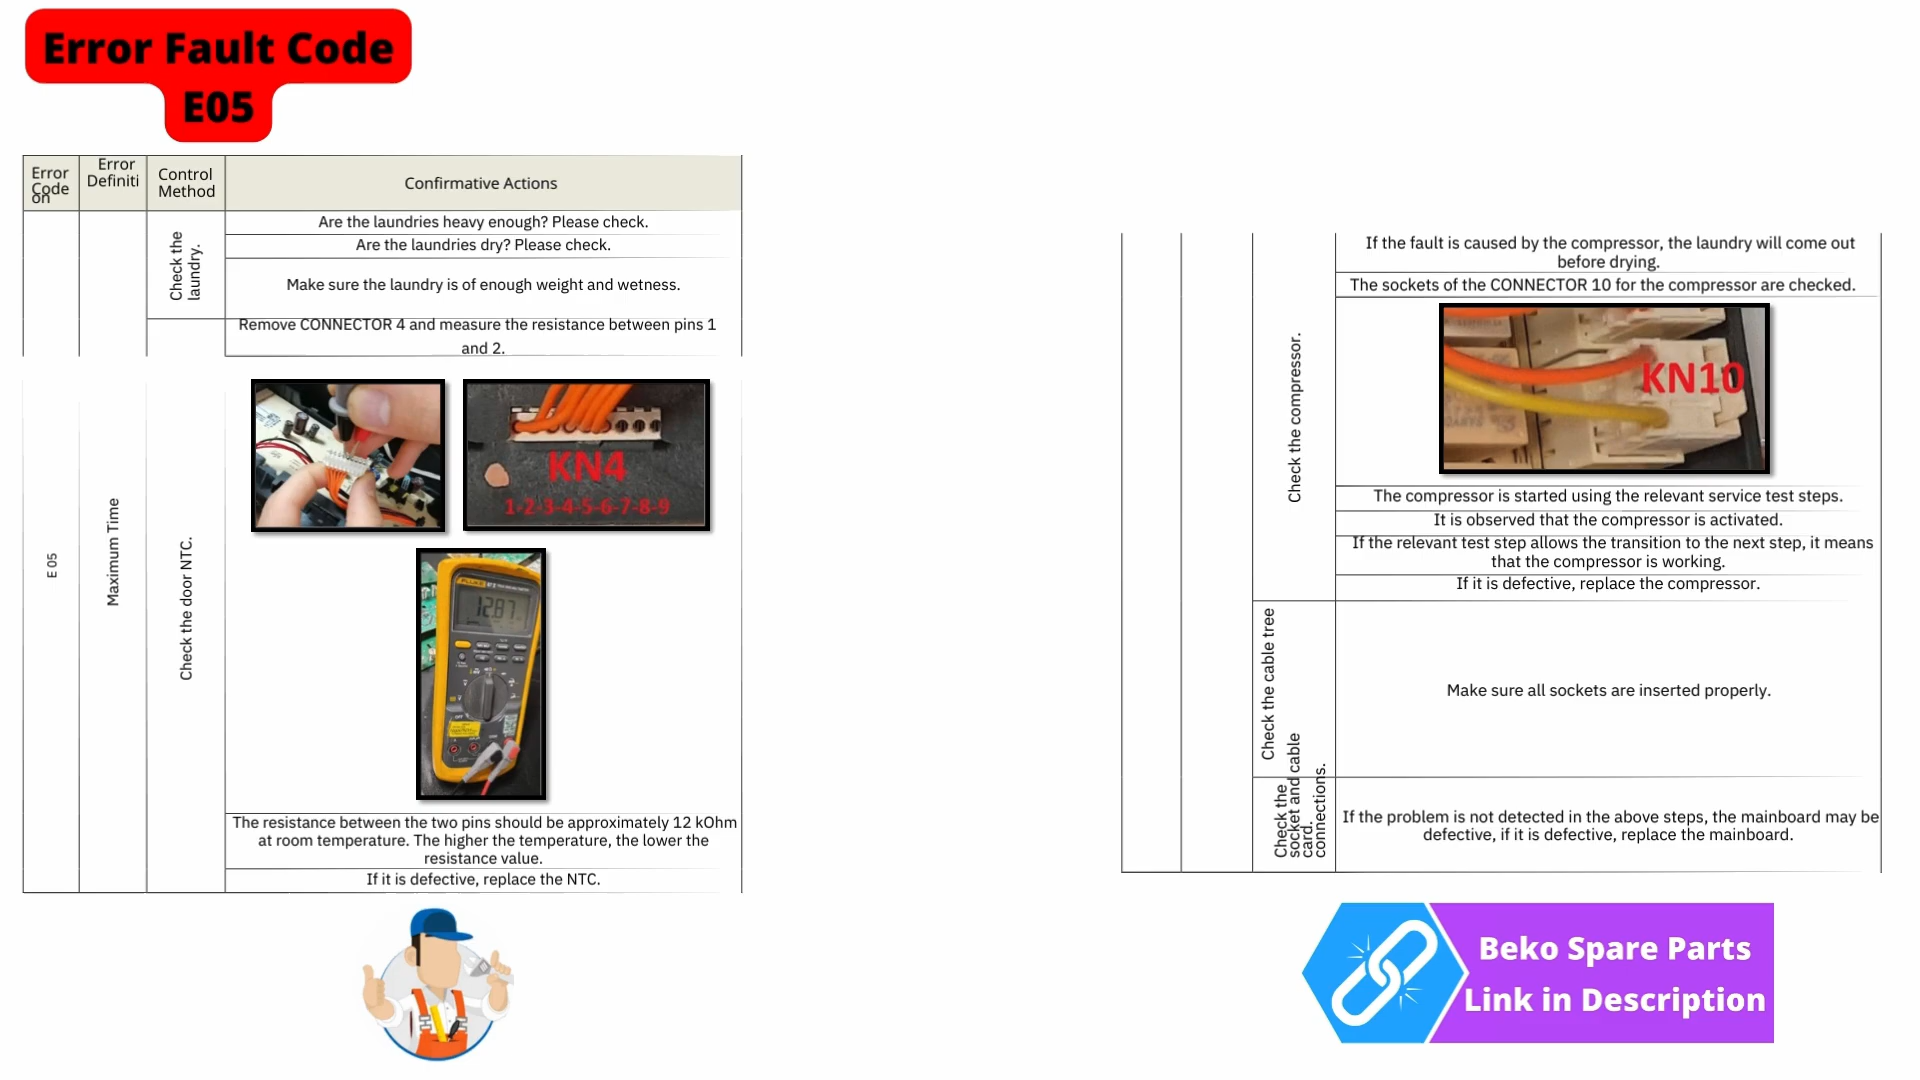 Error Fault Code
E05
Error
Code
on
Error
Definiti
Control
Method
Confirmative Actions
Check the
laundry.
Are the laundries heavy enough? Please check.
Are the laundries dry? Please check.
Make sure the laundry is of enough weight and wetness.
Remove CONNECTOR 4 and measure the resistance between pins 1
and 2.
E 05
Maximum Time
Check the door NTC.
KN4
1-2-3-4-5-6-7-8-9
FLUKE
12.87
The resistance between the two pins should be approximately 12 kOhm
at room temperature. The higher the temperature, the lower the
resistance value.
If it is defective, replace the NTC.
Check the compressor.
If the fault is caused by the compressor, the laundry will come out
before drying.
The sockets of the CONNECTOR 10 for the compressor are checked.
KN10
The compressor is started using the relevant service test steps.
It is observed that the compressor is activated.
If the relevant test step allows the transition to the next step, it means
that the compressor is working.
If it is defective, replace the compressor.
Check the cable tree
Make sure all sockets are inserted properly.
Check the
socket and cable
card.
connections.
If the problem is not detected in the above steps, the mainboard may be
defective, if it is defective, replace the mainboard.
Beko Spare Parts
Link in Description